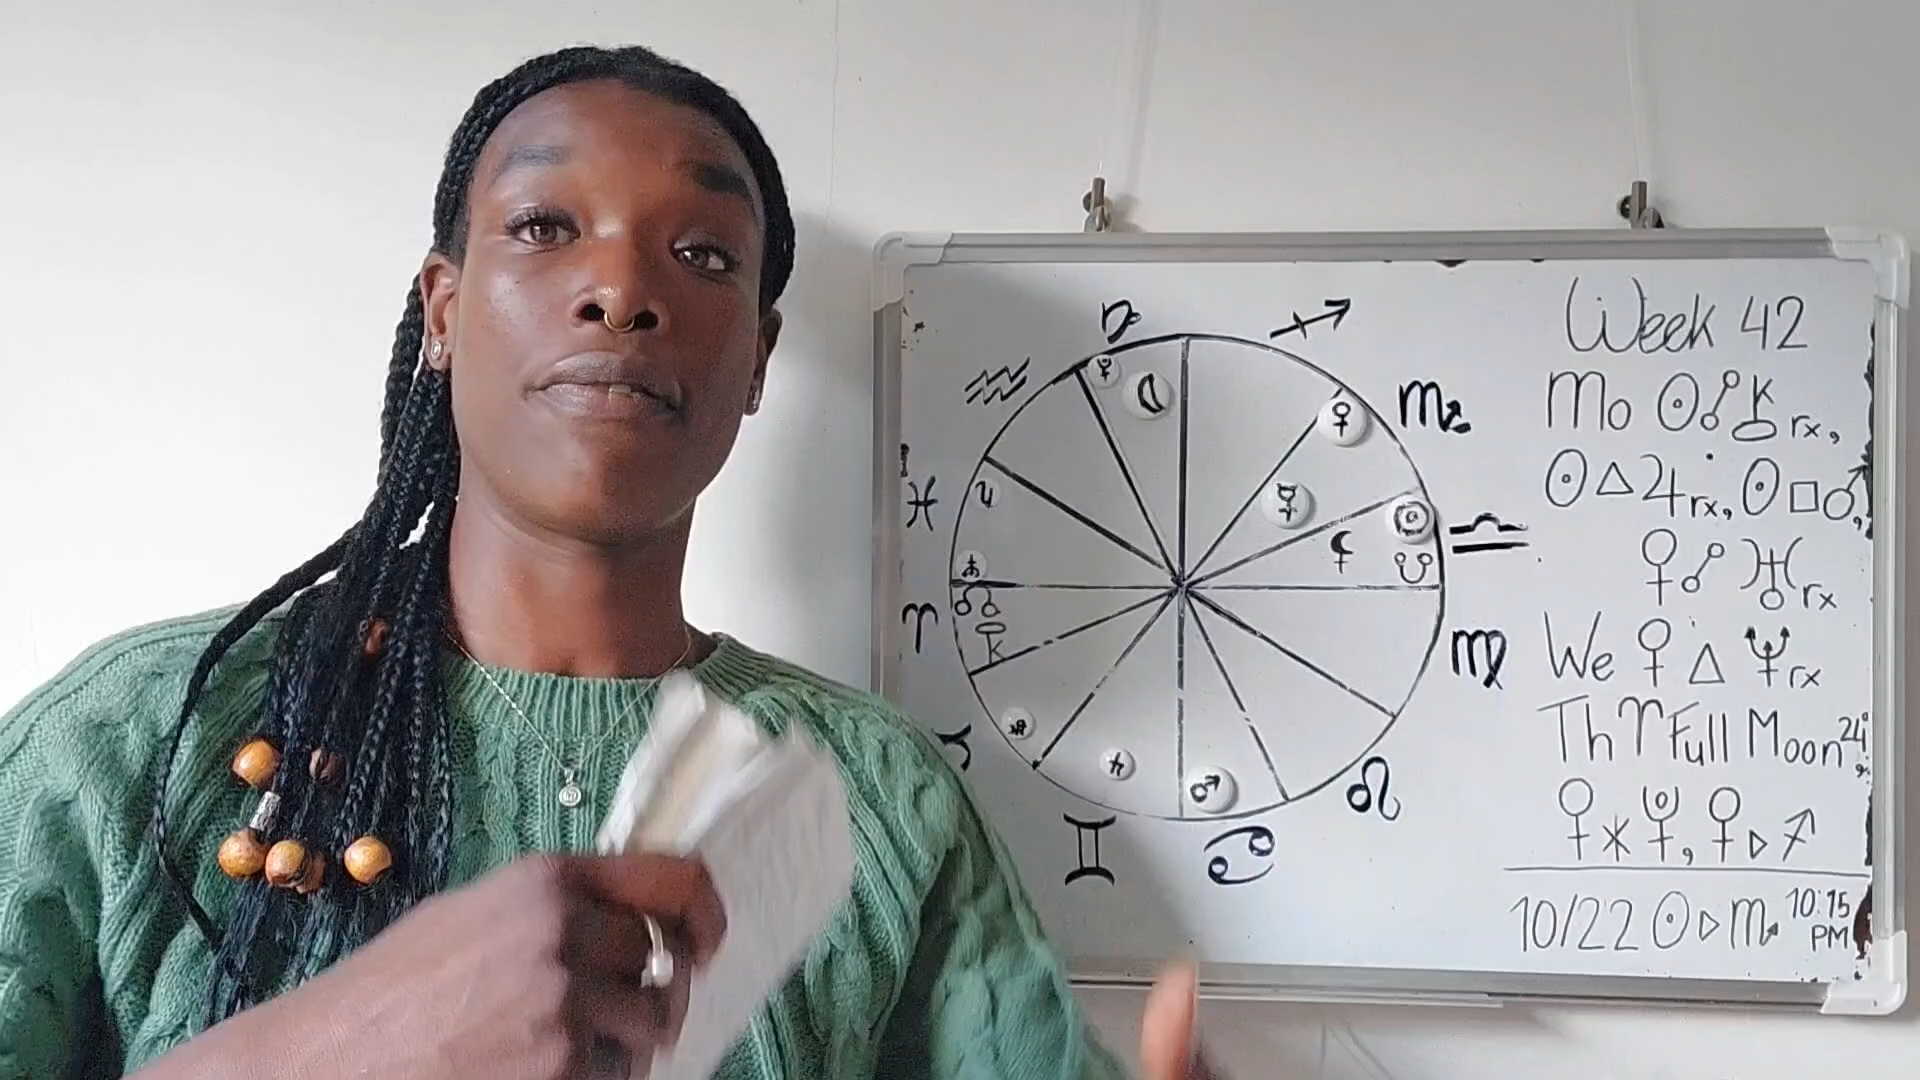 Week 42
Mo ☉☍⚷rx,
☉△♃rx, ☉□♂,
♀☍♅rx
We ♀△♆rx
Th ♈ Full Moon 24°,
♀⚹♇, ♀▷♐
10/22 ☉▷♏ 10:15 PM
♑
♐
♒
♏
♓
♎
♈
♍
♉
♌
♊
♋